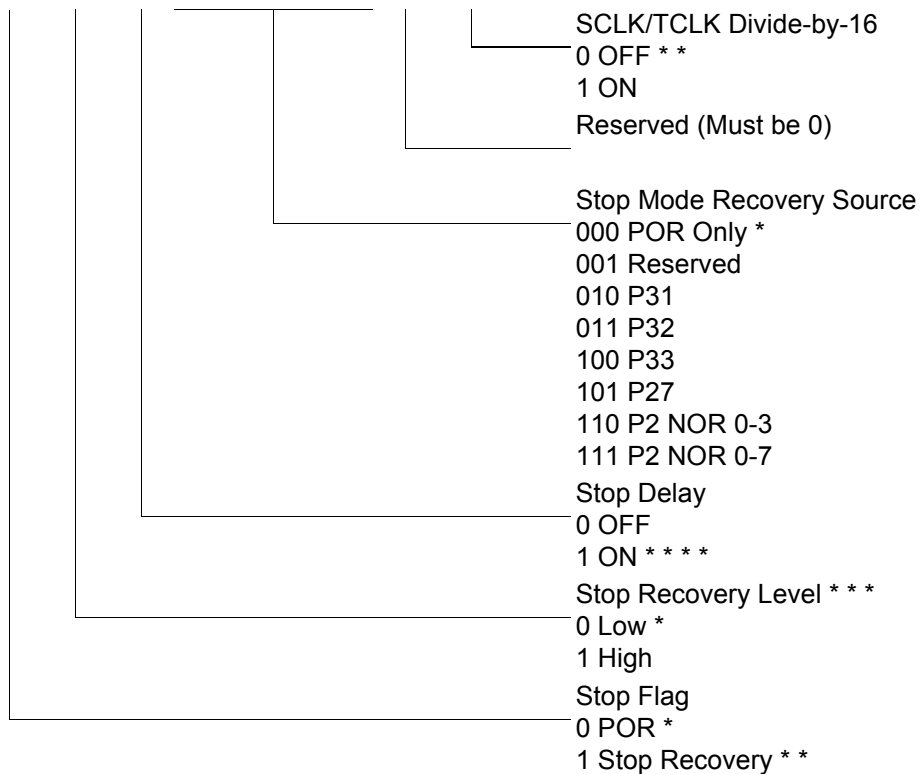 SCLK/TCLK Divide-by-16
0 OFF * *
1 ON
Reserved (Must be 0)
Stop Mode Recovery Source
000 POR Only *
001 Reserved
010 P31
011 P32
100 P33
101 P27
110 P2 NOR 0-3
111 P2 NOR 0-7
Stop Delay
0 OFF
1 ON * * * *
Stop Recovery Level * * *
0 Low *
1 High
Stop Flag
0 POR *
1 Stop Recovery * *